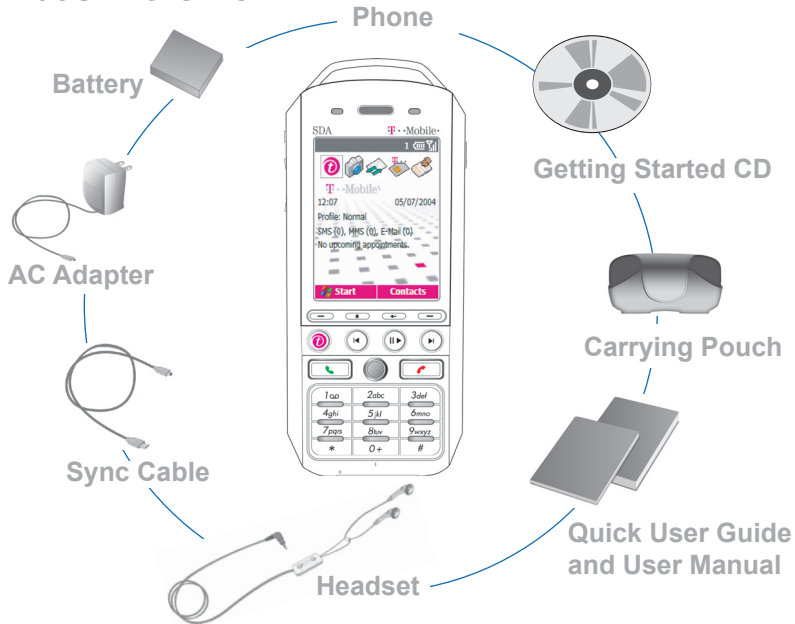 Phone
Battery
Getting Started CD
AC Adapter
Carrying Pouch
Sync Cable
Quick User Guide
and User Manual
Headset
SDA T··Mobile·
1
T··Mobile
12:07 05/07/2004
Profile: Normal
SMS (0), MMS (0), E-Mail (0)
No upcoming appointments.
Start Contacts
1 2abc 3def
4ghi 5jkl 6mno
7pqrs 8tuv 9wxyz
* 0+ #